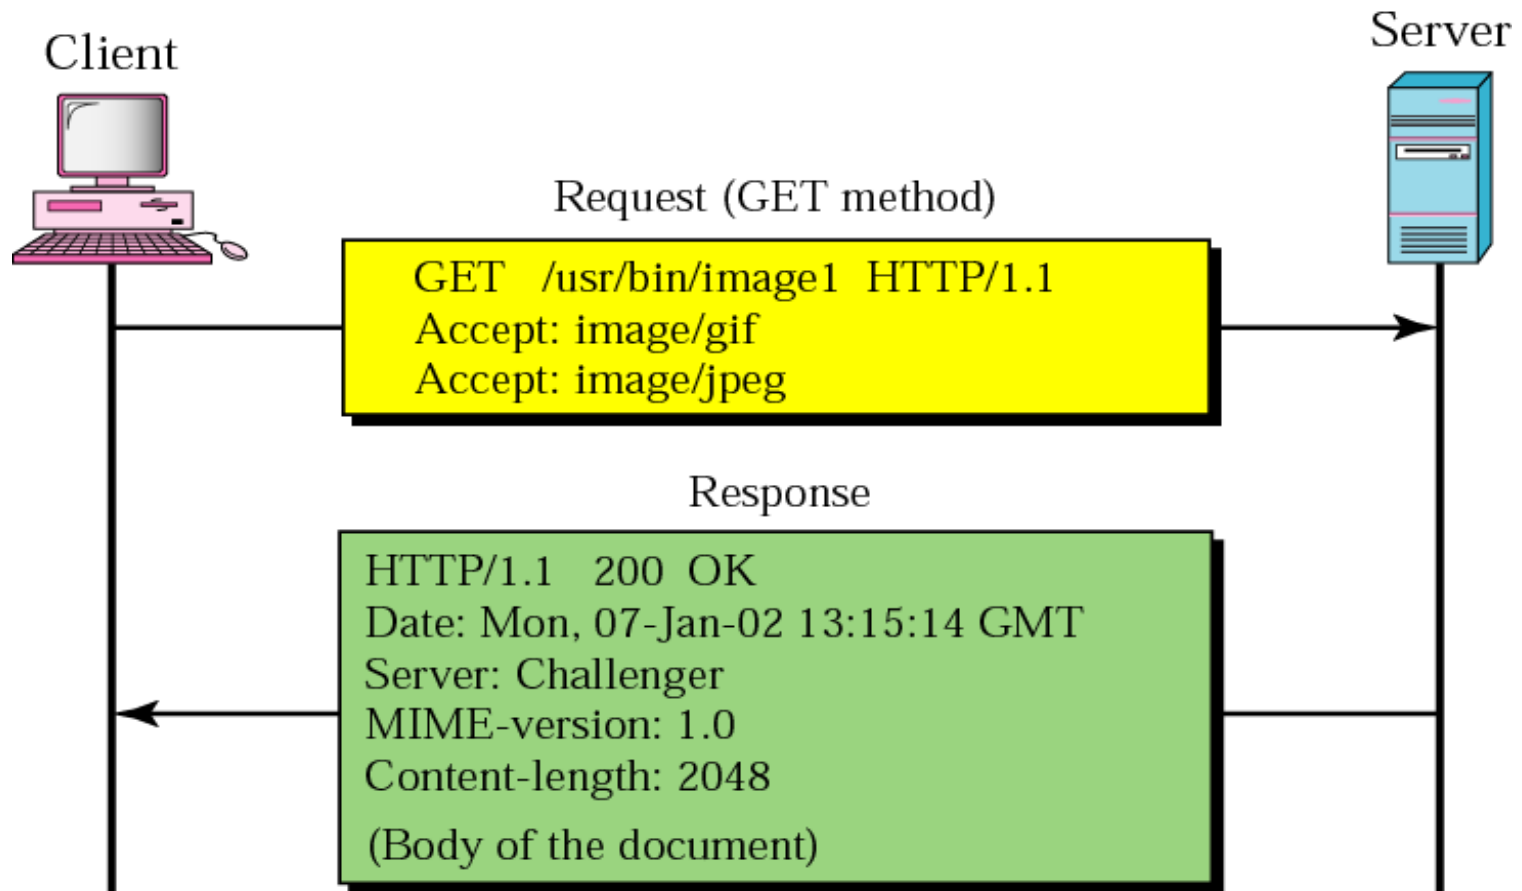 Client
Server
Request (GET method)
GET /usr/bin/image1 HTTP/1.1
Accept: image/gif
Accept: image/jpeg
Response
HTTP/1.1 200 OK
Date: Mon, 07-Jan-02 13:15:14 GMT
Server: Challenger
MIME-version: 1.0
Content-length: 2048
(Body of the document)